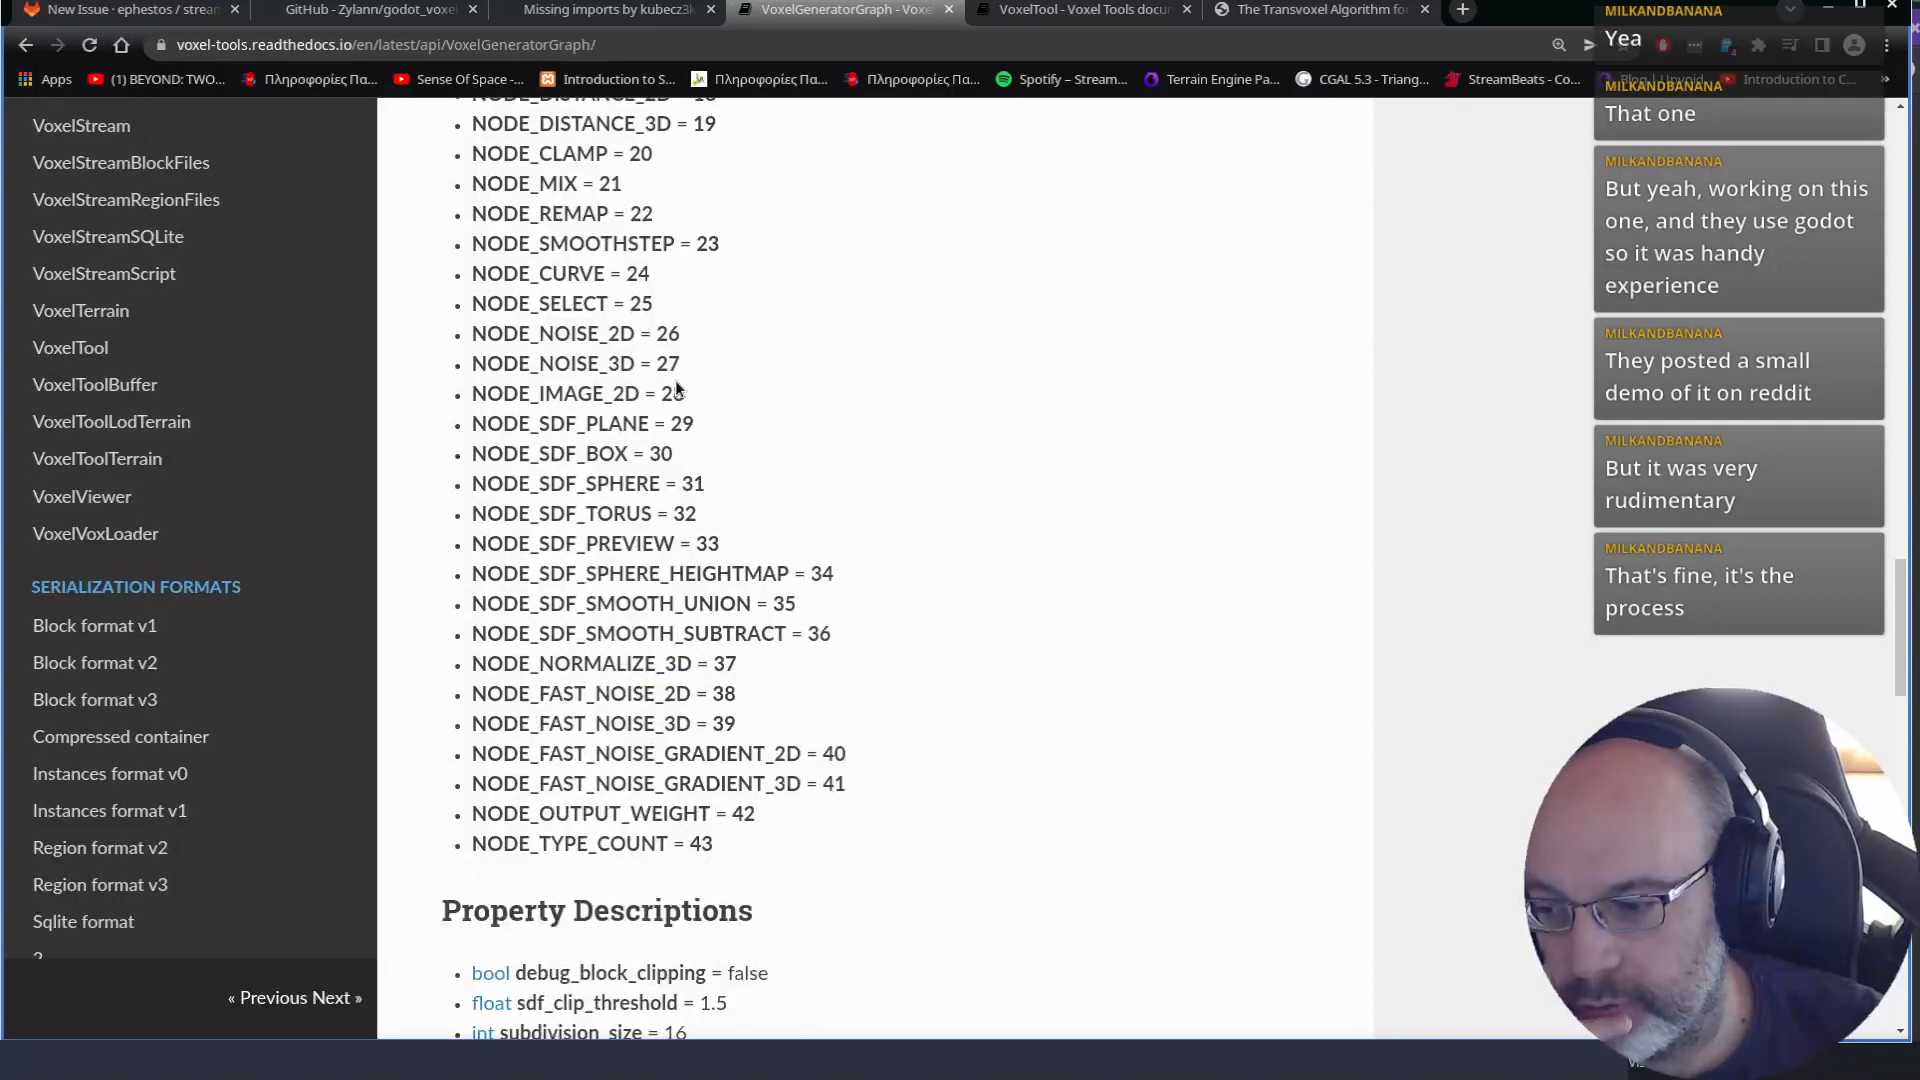 New Issue · ephestos / strean
GitHub - Zylann/godot_voxel
Missing imports by kubecz3k
VoxelGeneratorGraph - Voxel
VoxelTool - Voxel Tools docun
The Transvoxel Algorithm for
voxel-tools.readthedocs.io/en/latest/api/VoxelGeneratorGraph/
Apps
(1) BEYOND: TWO...
Πληροφορίες Πα...
Sense Of Space -...
Introduction to S...
Πληροφορίες Πα...
Πληροφορίες Πα...
Spotify – Stream...
Terrain Engine Pa...
CGAL 5.3 - Triang...
StreamBeats - Co...
Blog | Unvoid
Introduction to C...
»
VoxelStream
VoxelStreamBlockFiles
VoxelStreamRegionFiles
VoxelStreamSQLite
VoxelStreamScript
VoxelTerrain
VoxelTool
VoxelToolBuffer
VoxelToolLodTerrain
VoxelToolTerrain
VoxelViewer
VoxelVoxLoader
SERIALIZATION FORMATS
Block format v1
Block format v2
Block format v3
Compressed container
Instances format v0
Instances format v1
Region format v2
Region format v3
Sqlite format
« Previous Next »
NODE_DISTANCE_2D = 18
NODE_DISTANCE_3D = 19
NODE_CLAMP = 20
NODE_MIX = 21
NODE_REMAP = 22
NODE_SMOOTHSTEP = 23
NODE_CURVE = 24
NODE_SELECT = 25
NODE_NOISE_2D = 26
NODE_NOISE_3D = 27
NODE_IMAGE_2D = 28
NODE_SDF_PLANE = 29
NODE_SDF_BOX = 30
NODE_SDF_SPHERE = 31
NODE_SDF_TORUS = 32
NODE_SDF_PREVIEW = 33
NODE_SDF_SPHERE_HEIGHTMAP = 34
NODE_SDF_SMOOTH_UNION = 35
NODE_SDF_SMOOTH_SUBTRACT = 36
NODE_NORMALIZE_3D = 37
NODE_FAST_NOISE_2D = 38
NODE_FAST_NOISE_3D = 39
NODE_FAST_NOISE_GRADIENT_2D = 40
NODE_FAST_NOISE_GRADIENT_3D = 41
NODE_OUTPUT_WEIGHT = 42
NODE_TYPE_COUNT = 43
Property Descriptions
bool debug_block_clipping = false
float sdf_clip_threshold = 1.5
int subdivision_size = 16
MILKANDBANANA
Yea
MILKANDBANANA
That one
MILKANDBANANA
But yeah, working on this
one, and they use godot
so it was handy
experience
MILKANDBANANA
They posted a small
demo of it on reddit
MILKANDBANANA
But it was very
rudimentary
MILKANDBANANA
That's fine, it's the
process